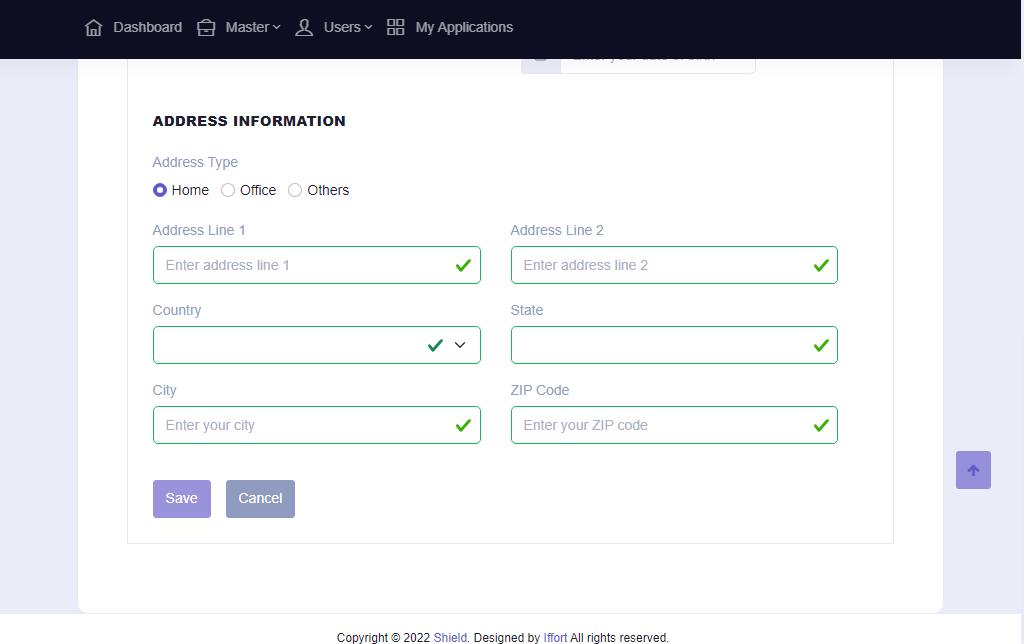 Dashboard Master Users My Applications
ADDRESS INFORMATION
Address Type
Home Office Others
Address Line 1 Address Line 2
Enter address line 1 Enter address line 2
Country State
City ZIP Code
Enter your city Enter your ZIP code
Save Cancel
Copyright © 2022 Shield. Designed by Iffort All rights reserved.